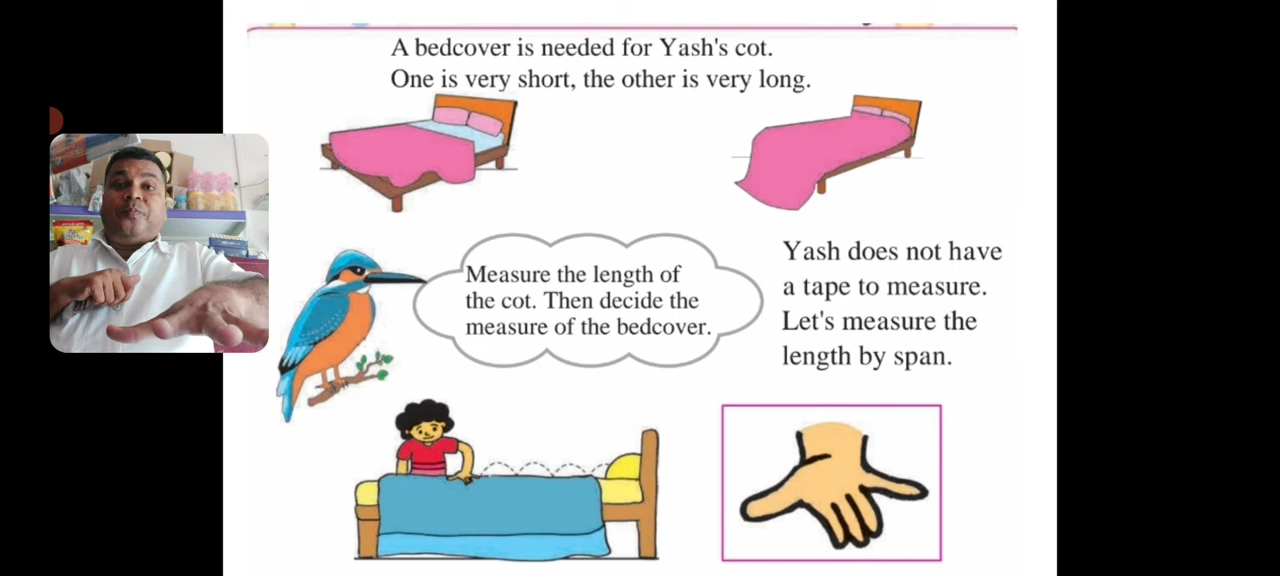 A bedcover is needed for Yash's cot.
One is very short, the other is very long.
Measure the length of
the cot. Then decide the
measure of the bedcover.
Yash does not have
a tape to measure.
Let's measure the
length by span.